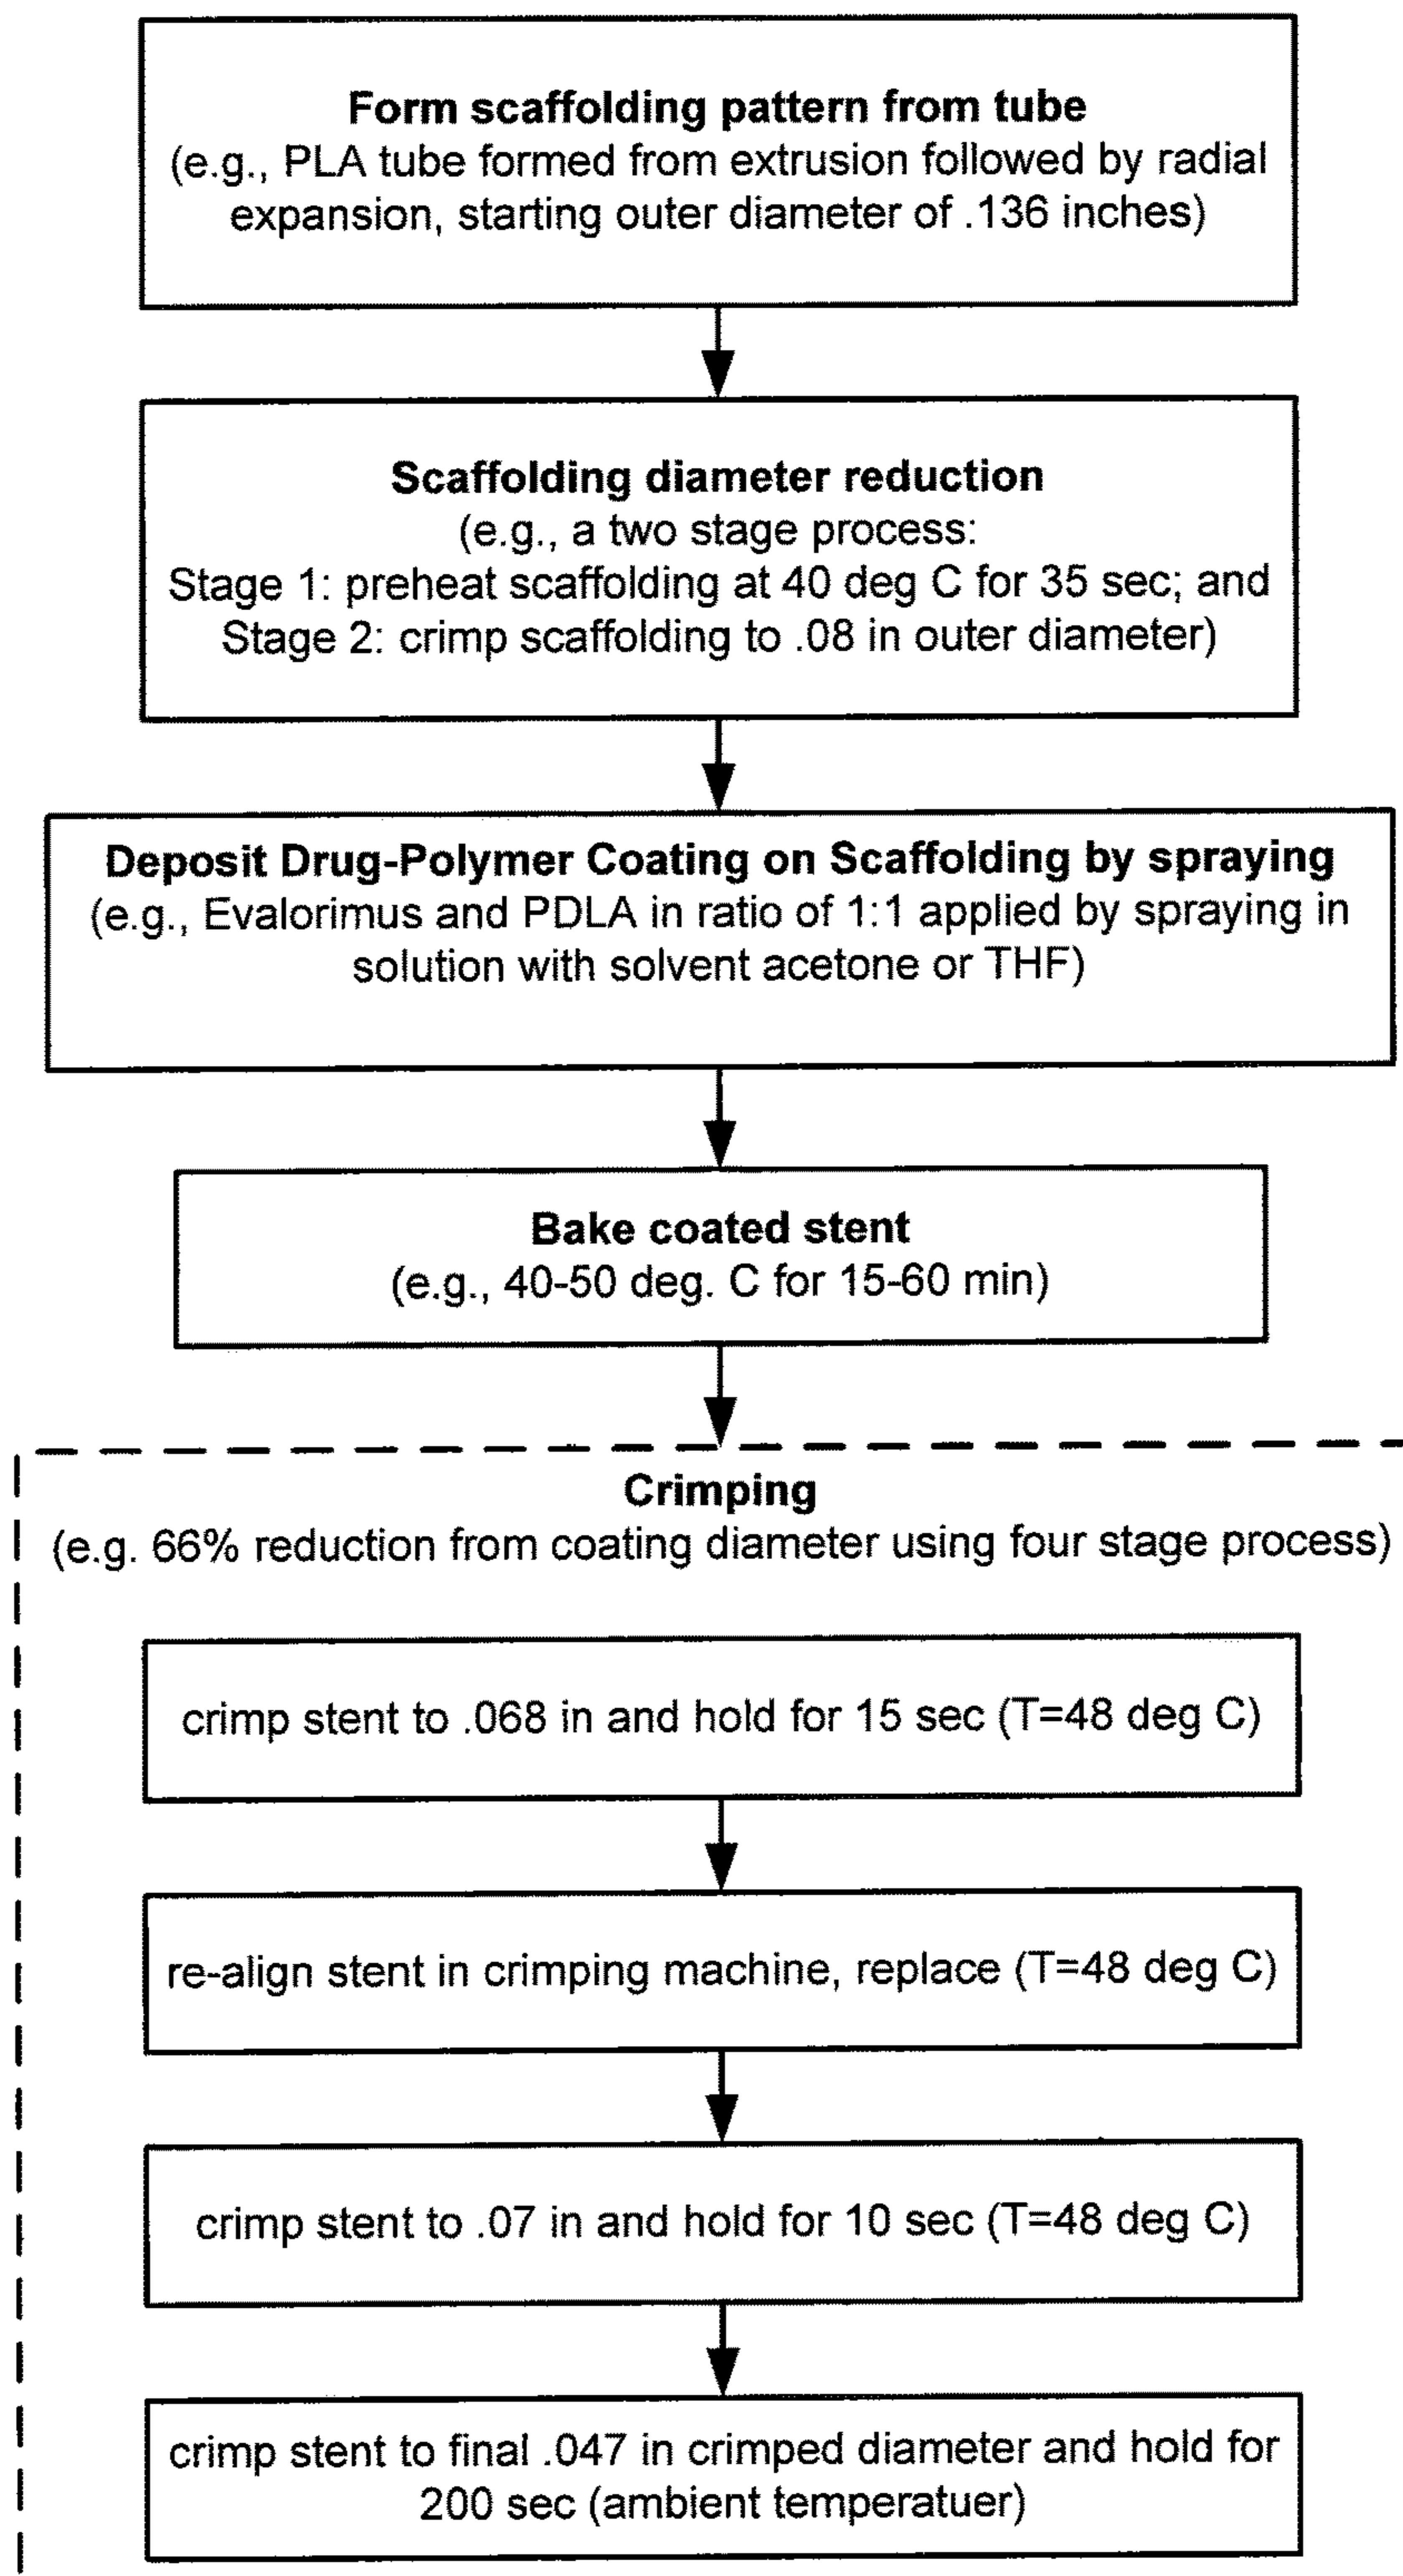 Form scaffolding pattern from tube
(e.g., PLA tube formed from extrusion followed by radial
expansion, starting outer diameter of .136 inches)
Scaffolding diameter reduction
(e.g., a two stage process:
Stage 1: preheat scaffolding at 40 deg C for 35 sec; and
Stage 2: crimp scaffolding to .08 in outer diameter)
Deposit Drug-Polymer Coating on Scaffolding by spraying
(e.g., Evalorimus and PDLA in ratio of 1:1 applied by spraying in
solution with solvent acetone or THF)
Bake coated stent
(e.g., 40-50 deg. C for 15-60 min)
Crimping
(e.g. 66% reduction from coating diameter using four stage process)
crimp stent to .068 in and hold for 15 sec (T=48 deg C)
re-align stent in crimping machine, replace (T=48 deg C)
crimp stent to .07 in and hold for 10 sec (T=48 deg C)
crimp stent to final .047 in crimped diameter and hold for
200 sec (ambient temperatuer)